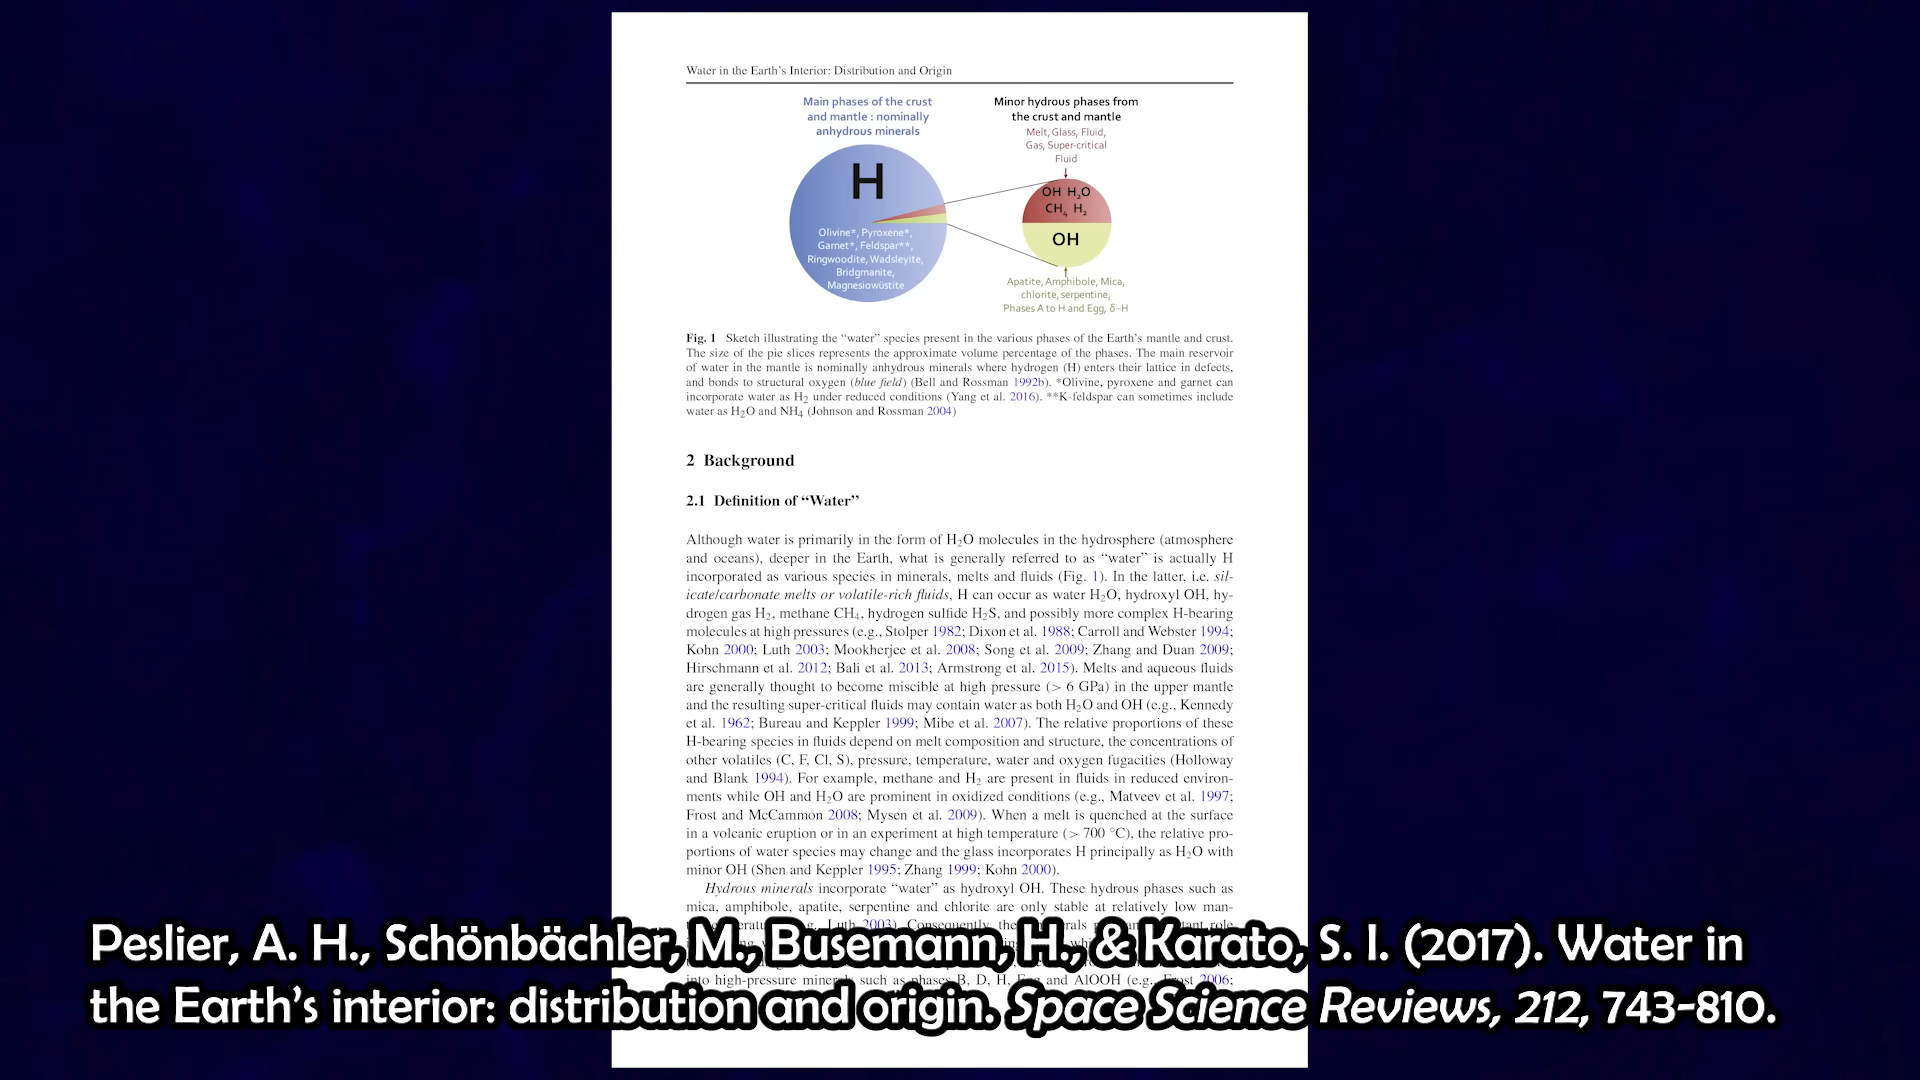 Water in the Earth's Interior: Distribution and Origin
Main phases of the crust
and mantle : nominally
anhydrous minerals
H
Olivine*, Pyroxene*,
Garnet*, Feldspar**,
Ringwoodite, Wadsleyite,
Bridgmanite,
Magnesiowüstite
Minor hydrous phases from
the crust and mantle
Melt, Glass, Fluid,
Gas, Super-critical
Fluid
OH H₂O
CH₄ H₂
OH
Apatite, Amphibole, Mica,
chlorite, serpentine,
Phases A to H and Egg, δ–H
Fig. 1 Sketch illustrating the “water” species present in the various phases of the Earth's mantle and crust.
The size of the pie slices represents the approximate volume percentage of the phases. The main reservoir
of water in the mantle is nominally anhydrous minerals where hydrogen (H) enters their lattice in defects,
and bonds to structural oxygen (blue field) (Bell and Rossman 1992b). *Olivine, pyroxene and garnet can
incorporate water as H₂ under reduced conditions (Yang et al. 2016). **K-feldspar can sometimes include
water as H₂O and NH₄ (Johnson and Rossman 2004)
2 Background
2.1 Definition of “Water”
Although water is primarily in the form of H₂O molecules in the hydrosphere (atmosphere
and oceans), deeper in the Earth, what is generally referred to as “water” is actually H
incorporated as various species in minerals, melts and fluids (Fig. 1). In the latter, i.e. sil-
icate/carbonate melts or volatile-rich fluids, H can occur as water H₂O, hydroxyl OH, hy-
drogen gas H₂, methane CH₄, hydrogen sulfide H₂S, and possibly more complex H-bearing
molecules at high pressures (e.g., Stolper 1982; Dixon et al. 1988; Carroll and Webster 1994;
Kohn 2000; Luth 2003; Mookherjee et al. 2008; Song et al. 2009; Zhang and Duan 2009;
Hirschmann et al. 2012; Bali et al. 2013; Armstrong et al. 2015). Melts and aqueous fluids
are generally thought to become miscible at high pressure (> 6 GPa) in the upper mantle
and the resulting super-critical fluids may contain water as both H₂O and OH (e.g., Kennedy
et al. 1962; Bureau and Keppler 1999; Mibe et al. 2007). The relative proportions of these
H-bearing species in fluids depend on melt composition and structure, the concentrations of
other volatiles (C, F, Cl, S), pressure, temperature, water and oxygen fugacities (Holloway
and Blank 1994). For example, methane and H₂ are present in fluids in reduced environ-
ments while OH and H₂O are prominent in oxidized conditions (e.g., Matveev et al. 1997;
Frost and McCammon 2008; Mysen et al. 2009). When a melt is quenched at the surface
in a volcanic eruption or in an experiment at high temperature (> 700 °C), the relative pro-
portions of water species may change and the glass incorporates H principally as H₂O with
minor OH (Shen and Keppler 1995; Zhang 1999; Kohn 2000).
Hydrous minerals incorporate “water” as hydroxyl OH. These hydrous phases such as
mica, amphibole, apatite, serpentine and chlorite are only stable at relatively low man-
Luth 2003). Consequently, role
into high-pressure minerals such as phases B, D, H, Egg and AlOOH (e.g., Frost 2006;
Peslier, A. H., Schönbächler, M., Busemann, H., & Karato, S. I. (2017). Water in
the Earth's interior: distribution and origin. Space Science Reviews, 212, 743-810.